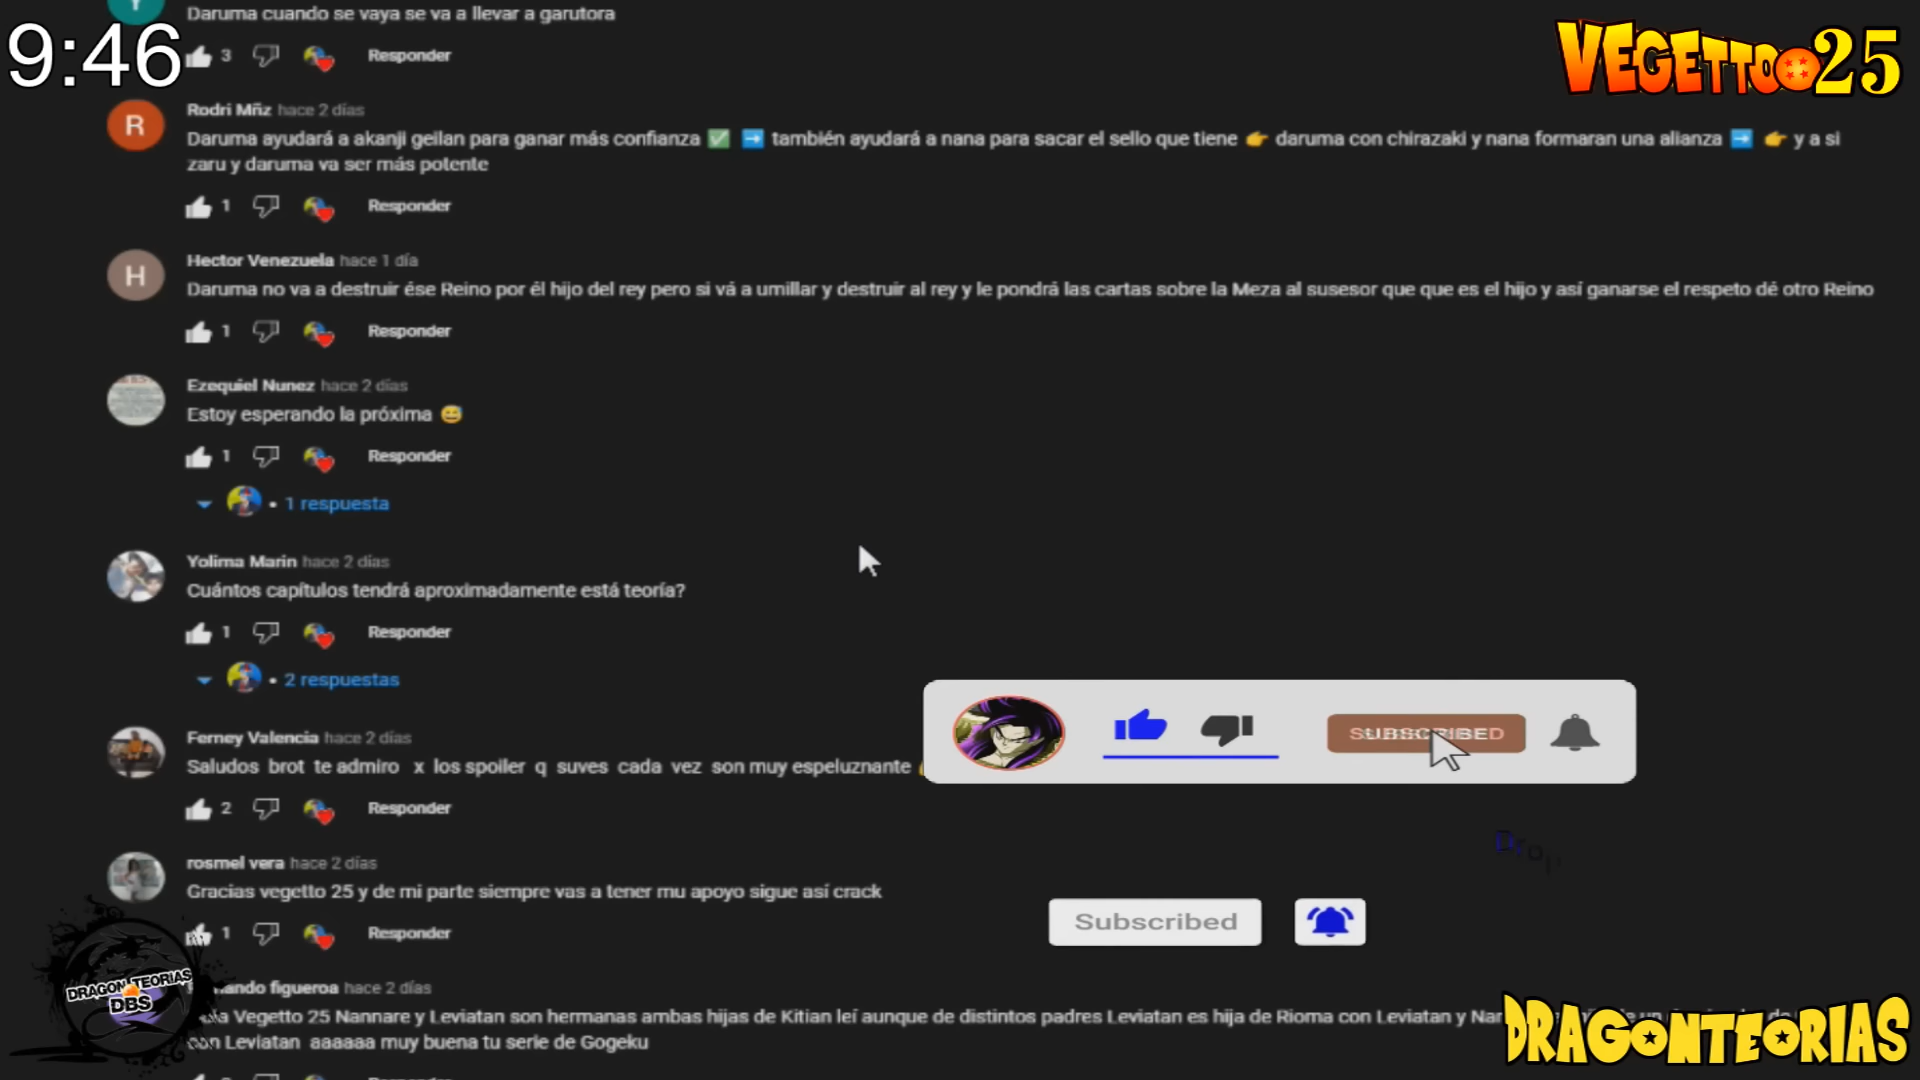 Daruma cuando se vaya se va a llevar a garutora
9:46
3 Responder
VEGETTO 25
R
Rodri Mñz hace 2 días
Daruma ayudará a akanji geilan para ganar más confianza ✅ ➡️ también ayudará a nana para sacar el sello que tiene 👉 daruma con chirazaki y nana formaran una alianza ➡️ 👉 y a si
zaru y daruma va ser más potente
1 Responder
H
Hector Venezuela hace 1 día
Daruma no va a destruir ése Reino por él hijo del rey pero si vá a umillar y destruir al rey y le pondrá las cartas sobre la Meza al susesor que que es el hijo y así ganarse el respeto dé otro Reino
1 Responder
Ezequiel Nunez hace 2 días
Estoy esperando la próxima 😅
1 Responder
• 1 respuesta
Yolima Marin hace 2 días
Cuántos capítulos tendrá aproximadamente está teoría?
1 Responder
• 2 respuestas
Ferney Valencia hace 2 días
Saludos brot te admiro x los spoiler q suves cada vez son muy espeluznante
SUBSCRIBED
2 Responder
rosmel vera hace 2 días
Gracias vegetto 25 y de mi parte siempre vas a tener mu apoyo sigue así crack
Subscribed
1 Responder
DRAGON TEORIAS
DBS
figueroa hace 2 días
Vegetto 25 Nannare y Leviatan son hermanas ambas hijas de Kitian leí aunque de distintos padres Leviatan es hija de Rioma con Leviatan y
con Leviatan aaaaaa muy buena tu serie de Gogeku
DRAGONTEORIAS